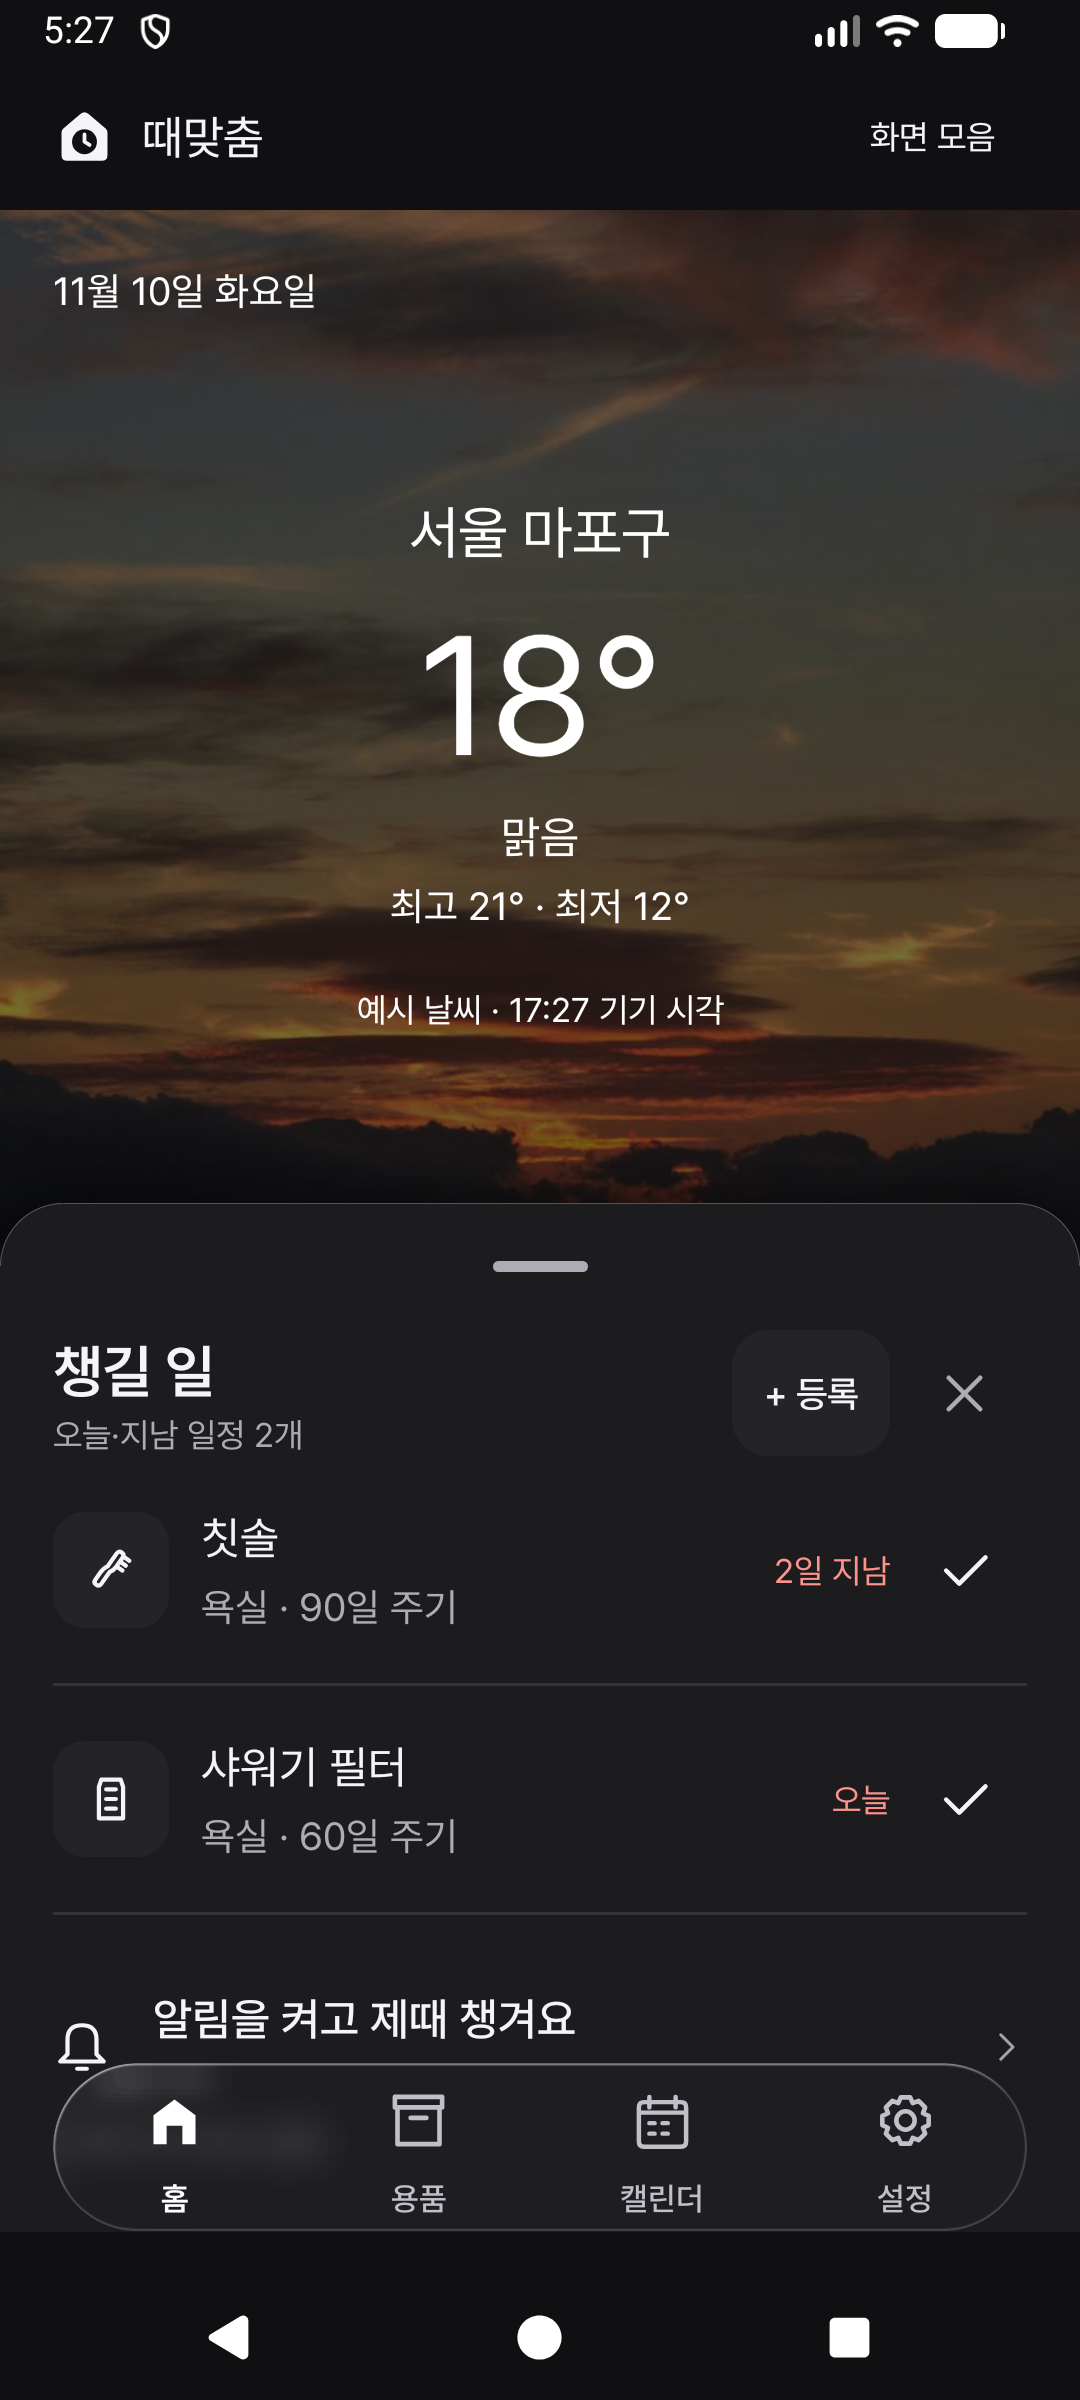 5:27
때맞춤
화면 모음
11월 10일 화요일
서울 마포구
18°
맑음
최고 21° · 최저 12°
예시 날씨 · 17:27 기기 시각
챙길 일
+ 등록
오늘·지남 일정 2개
칫솔
2일 지남
욕실 · 90일 주기
샤워기 필터
오늘
욕실 · 60일 주기
알림을 켜고 제때 챙겨요
홈
용품
캘린더
설정